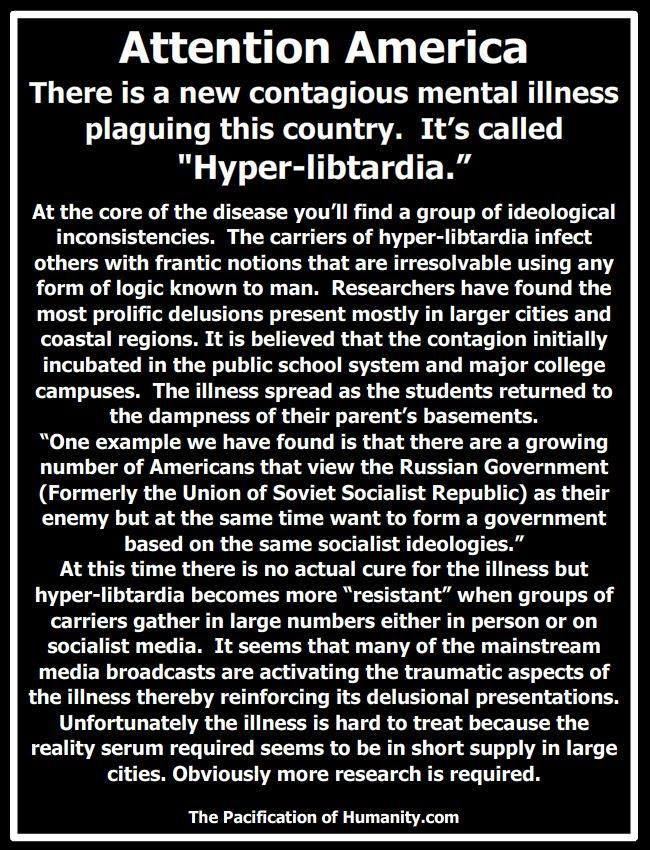 Attention America
There is a new contagious mental illness
plaguing this country.  It’s called
"Hyper-libtardia.”
At the core of the disease you’ll find a group of ideological
inconsistencies.  The carriers of hyper-libtardia infect
others with frantic notions that are irresolvable using any
form of logic known to man.  Researchers have found the
most prolific delusions present mostly in larger cities and
coastal regions. It is believed that the contagion initially
incubated in the public school system and major college
campuses.  The illness spread as the students returned to
the dampness of their parent’s basements.
“One example we have found is that there are a growing
number of Americans that view the Russian Government
(Formerly the Union of Soviet Socialist Republic) as their
enemy but at the same time want to form a government
based on the same socialist ideologies.”
At this time there is no actual cure for the illness but
hyper-libtardia becomes more “resistant” when groups of
carriers gather in large numbers either in person or on
socialist media.  It seems that many of the mainstream
media broadcasts are activating the traumatic aspects of
the illness thereby reinforcing its delusional presentations.
Unfortunately the illness is hard to treat because the
reality serum required seems to be in short supply in large
cities. Obviously more research is required.
The Pacification of Humanity.com